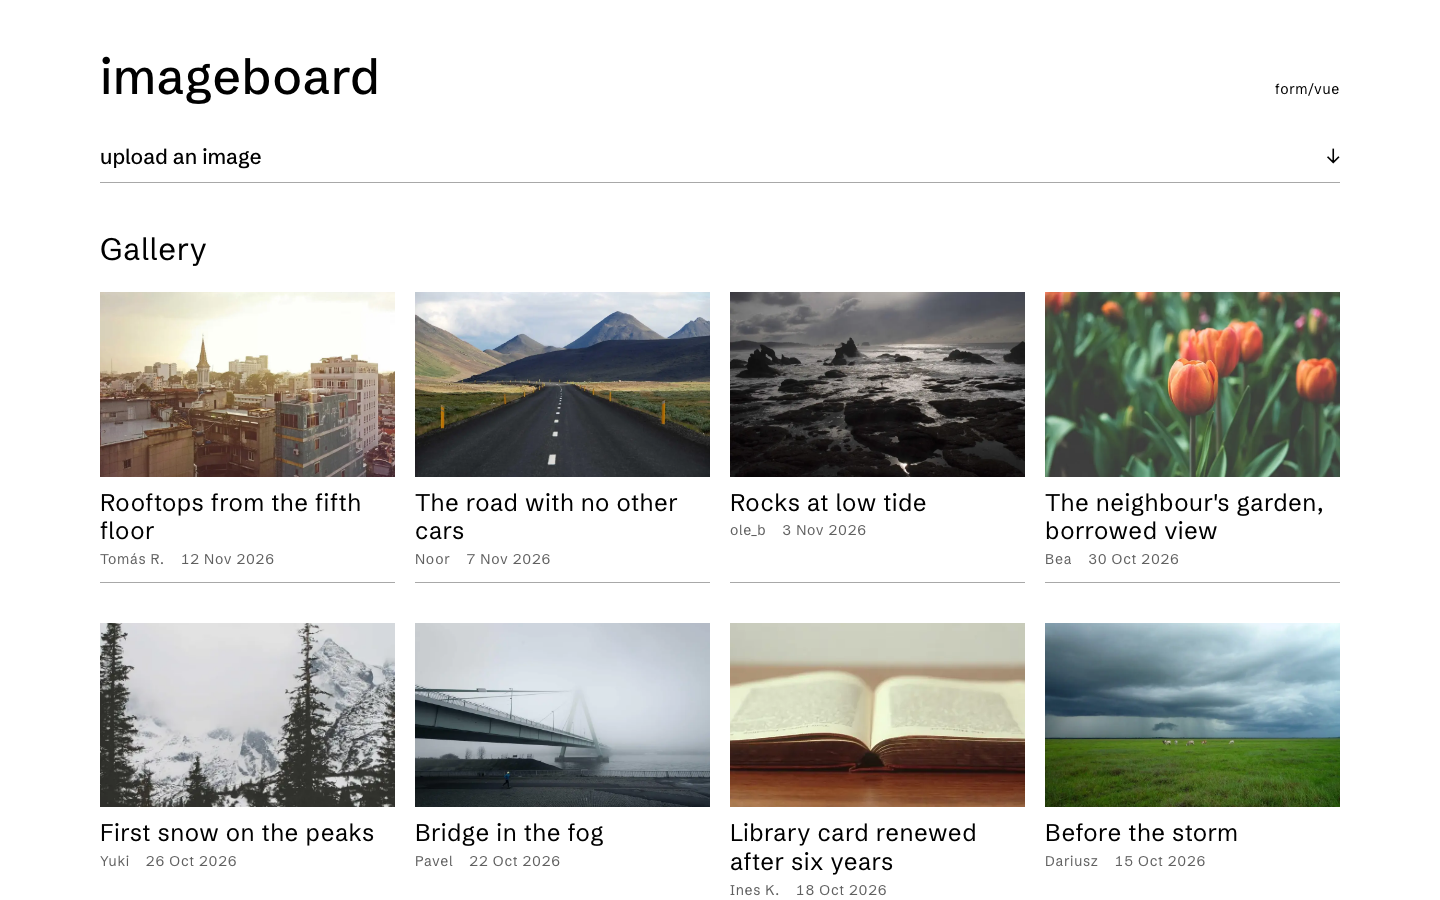 imageboard
form/vue
upload an image
Gallery
Rooftops from the fifth
floor
Tomás R. 12 Nov 2026
The road with no other
cars
Noor 7 Nov 2026
Rocks at low tide
ole_b 3 Nov 2026
The neighbour's garden,
borrowed view
Bea 30 Oct 2026
First snow on the peaks
Yuki 26 Oct 2026
Bridge in the fog
Pavel 22 Oct 2026
Library card renewed
after six years
Ines K. 18 Oct 2026
Before the storm
Dariusz 15 Oct 2026